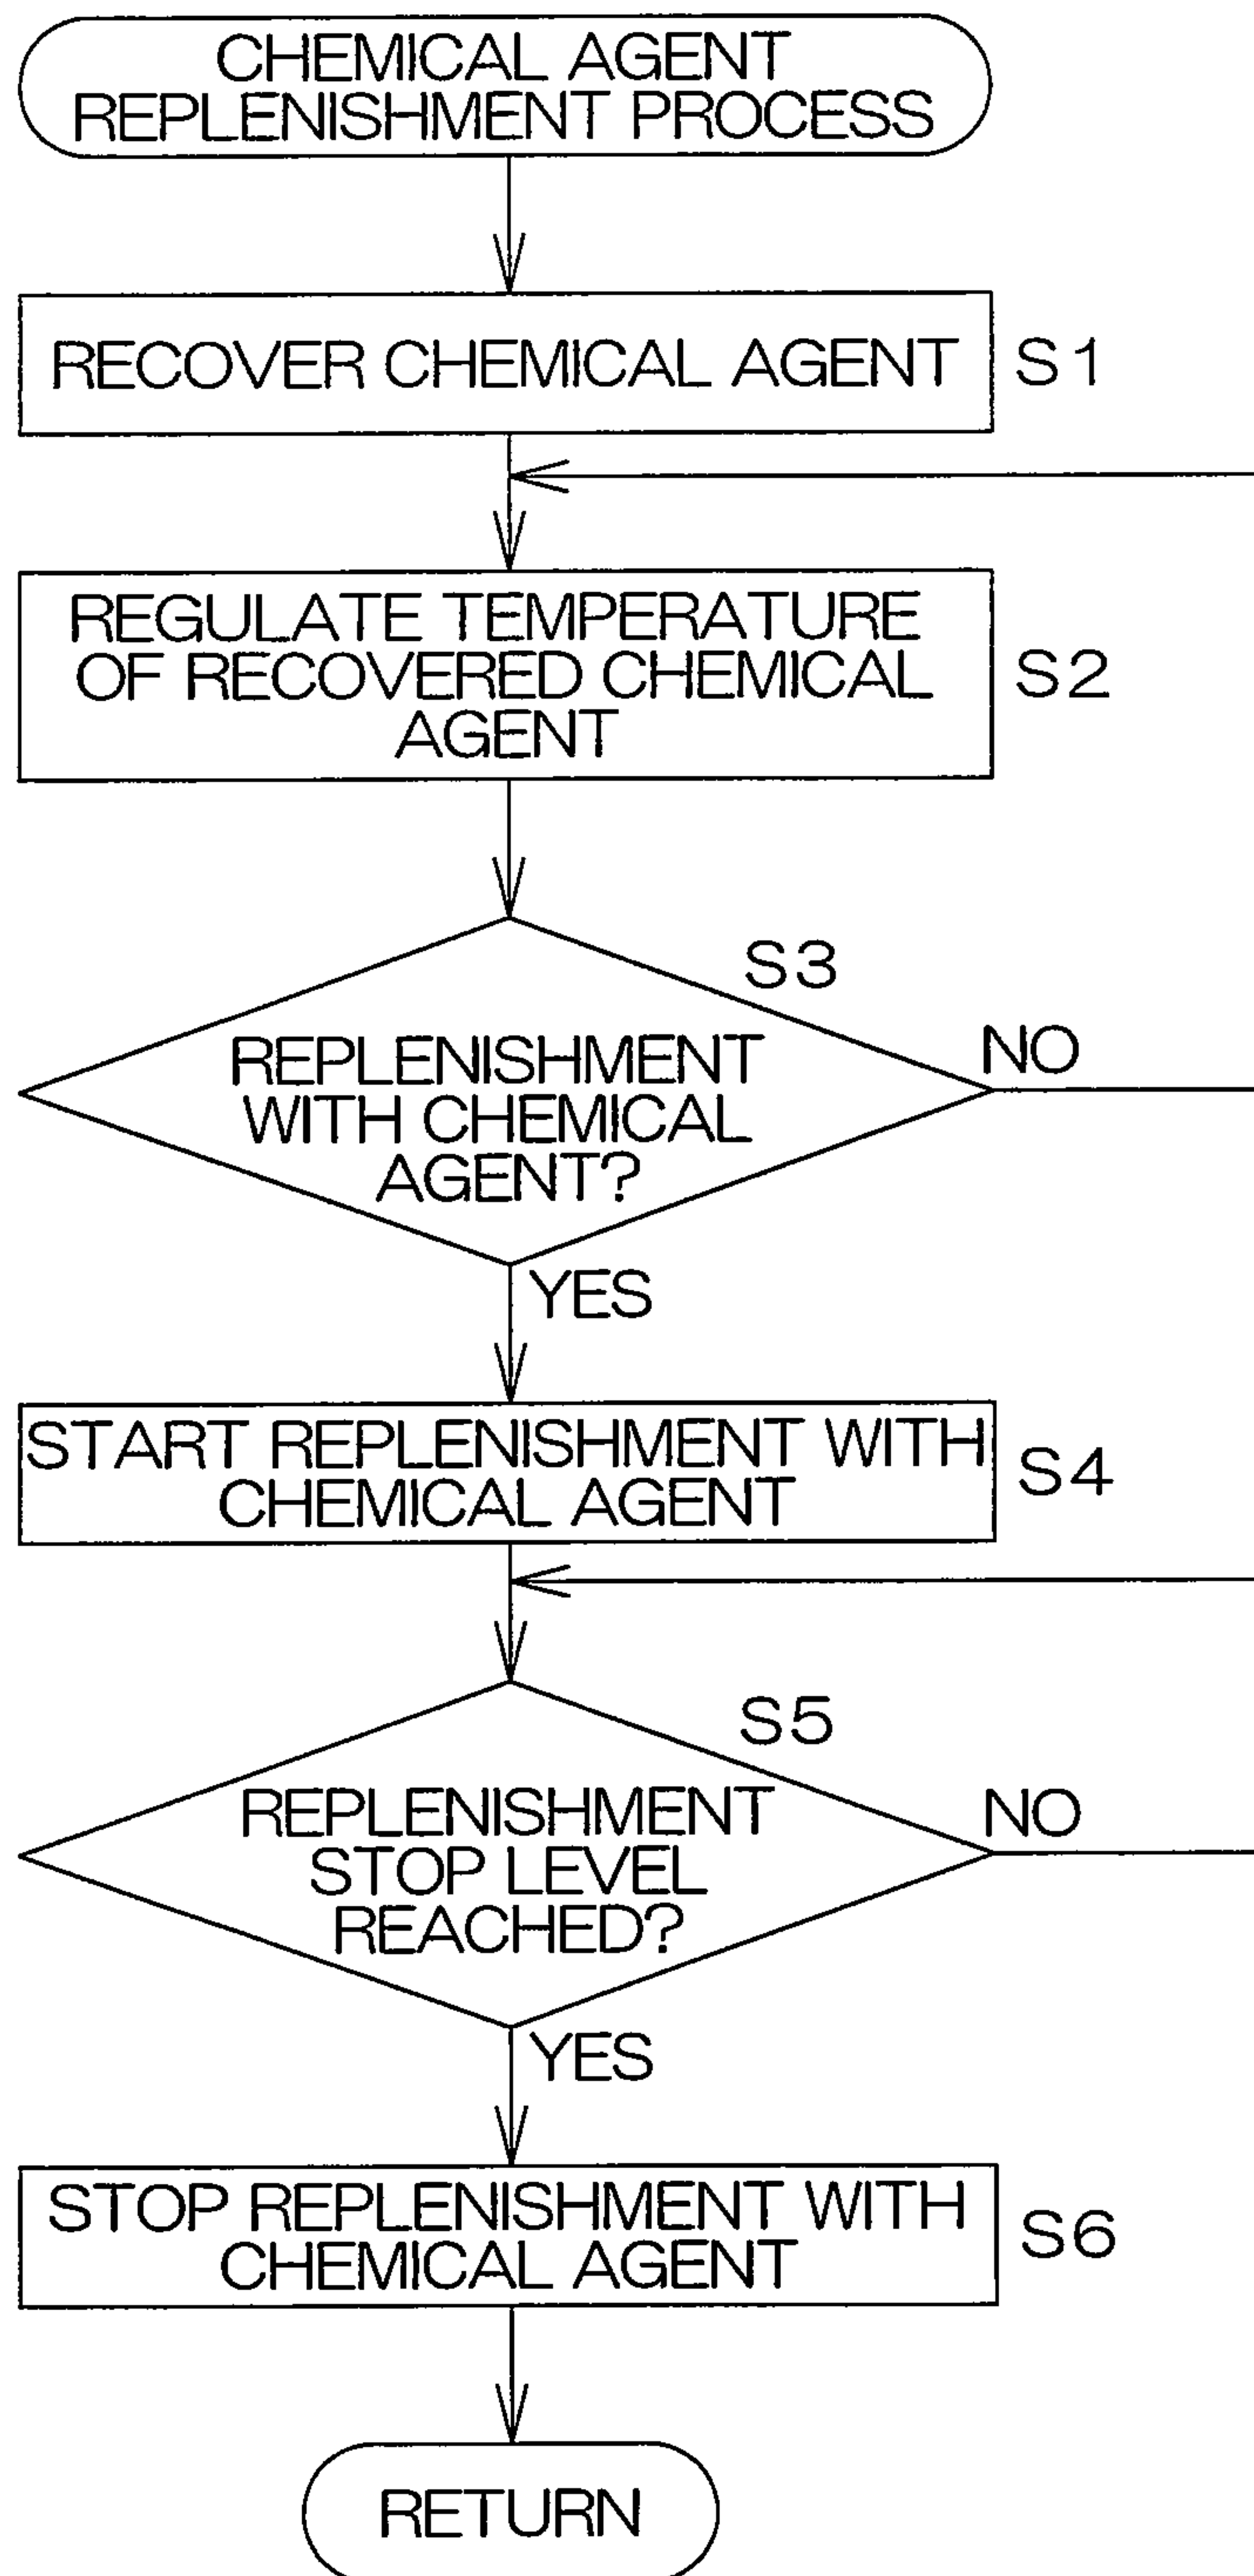 CHEMICAL AGENT
REPLENISHMENT PROCESS
RECOVER CHEMICAL AGENT
S1
REGULATE TEMPERATURE
OF RECOVERED CHEMICAL
AGENT
S2
S3
REPLENISHMENT
WITH CHEMICAL
AGENT?
NO
YES
START REPLENISHMENT WITH
CHEMICAL AGENT
S4
S5
REPLENISHMENT
STOP LEVEL
REACHED?
NO
YES
STOP REPLENISHMENT WITH
CHEMICAL AGENT
S6
RETURN